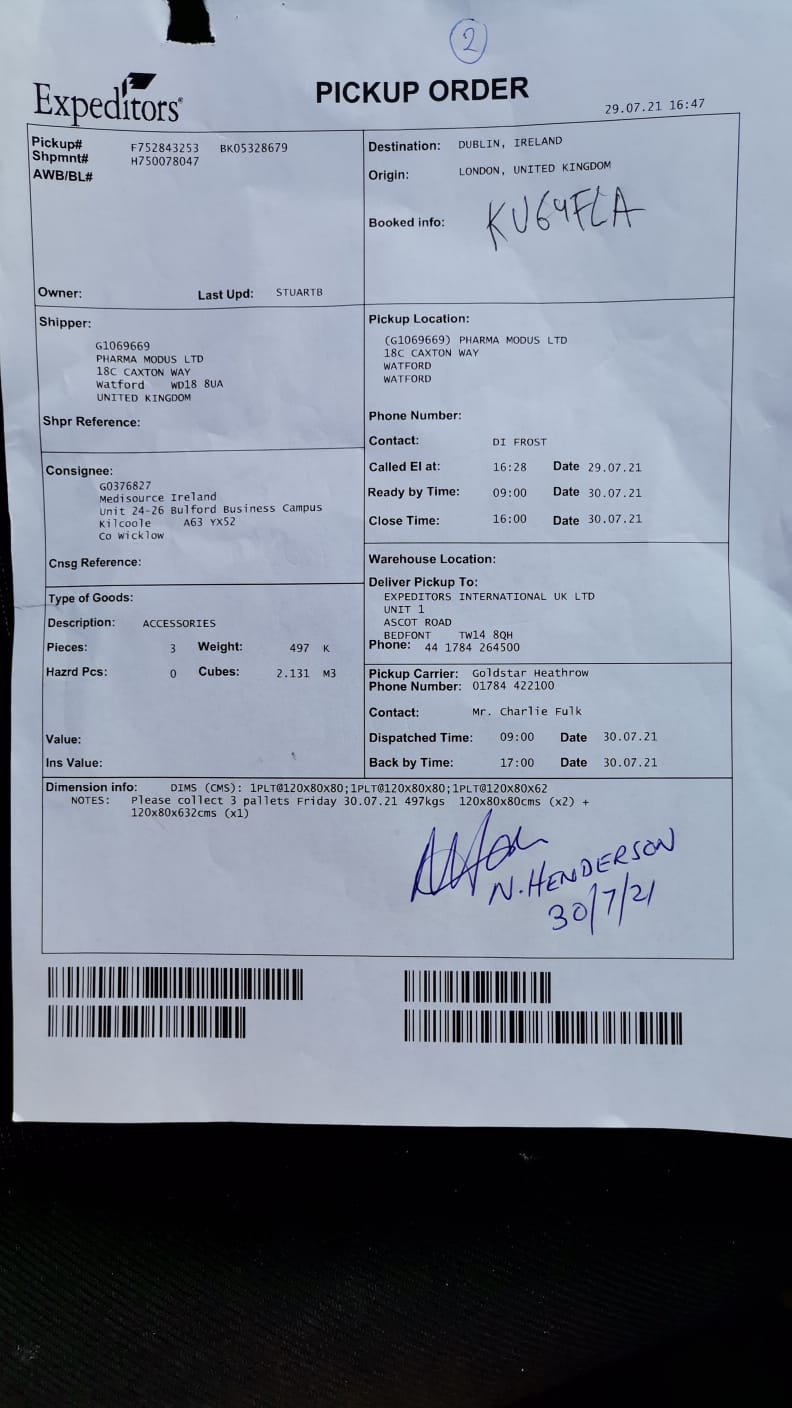 2
Expeditors®
PICKUP ORDER
29.07.21 16:47
Pickup# F752843253 BK05328679
Shpmnt# H750078047
AWB/BL#
Owner: Last Upd: STUARTB
Destination: DUBLIN, IRELAND
Origin: LONDON, UNITED KINGDOM
Booked info: KU64FLA
Shipper:
G1069669
PHARMA MODUS LTD
18C CAXTON WAY
Watford WD18 8UA
UNITED KINGDOM
Shpr Reference:
Consignee:
G0376827
Medisource Ireland
Unit 24-26 Bulford Business Campus
Kilcoole A63 YX52
Co Wicklow
Cnsg Reference:
Type of Goods:
Description: ACCESSORIES
Pieces: 3 Weight: 497 K
Hazrd Pcs: 0 Cubes: 2.131 M3
Value:
Ins Value:
Pickup Location:
(G1069669) PHARMA MODUS LTD
18C CAXTON WAY
WATFORD
WATFORD
Phone Number:
Contact: DI FROST
Called EI at: 16:28 Date 29.07.21
Ready by Time: 09:00 Date 30.07.21
Close Time: 16:00 Date 30.07.21
Warehouse Location:
Deliver Pickup To:
EXPEDITORS INTERNATIONAL UK LTD
UNIT 1
ASCOT ROAD
BEDFONT TW14 8QH
Phone: 44 1784 264500
Pickup Carrier: Goldstar Heathrow
Phone Number: 01784 422100
Contact: Mr. Charlie Fulk
Dispatched Time: 09:00 Date 30.07.21
Back by Time: 17:00 Date 30.07.21
Dimension info: DIMS (CMS): 1PLT@120x80x80;1PLT@120x80x80;1PLT@120x80x62
NOTES: Please collect 3 pallets Friday 30.07.21 497kgs 120x80x80cms (x2) +
120x80x632cms (x1)
N. HENDERSON
30/7/21